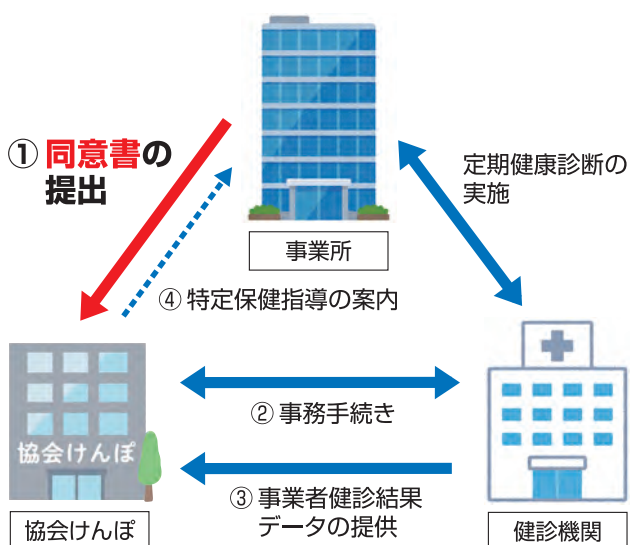 ① 同意書の
提出
定期健康診断の
実施
事業所
④ 特定保健指導の案内
② 事務手続き
協会けんぽ
③ 事業者健診結果
データの提供
協会けんぽ
健診機関